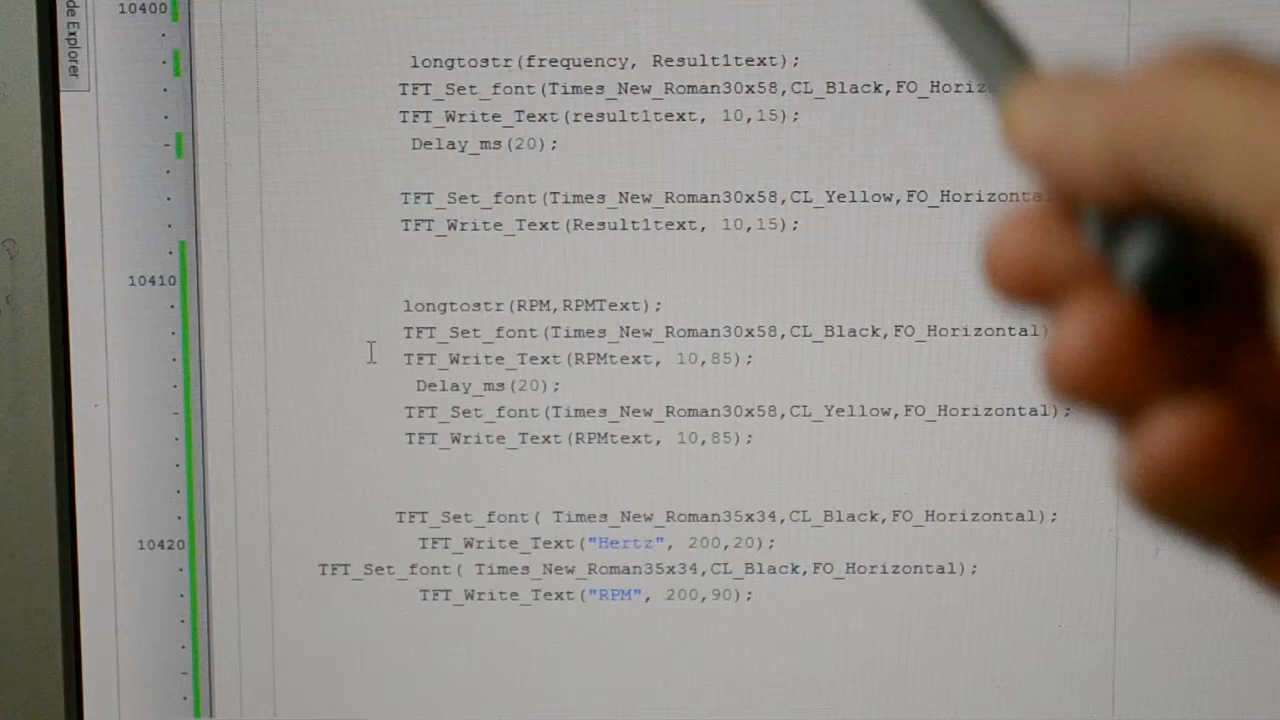 10400
de Explorer
longtostr(frequency, Result1text);
TFT_Set_font(Times_New_Roman30x58,CL_Black,FO_Horiz
TFT_Write_Text(result1text, 10,15);
Delay_ms(20);
TFT_Set_font(Times_New_Roman30x58,CL_Yellow,FO_Horizonta
TFT_Write_Text(Result1text, 10,15);
10410
longtostr(RPM,RPMText);
TFT_Set_font(Times_New_Roman30x58,CL_Black,FO_Horizontal)
TFT_Write_Text(RPMtext, 10,85);
Delay_ms(20);
TFT_Set_font(Times_New_Roman30x58,CL_Yellow,FO_Horizontal);
TFT_Write_Text(RPMtext, 10,85);
TFT_Set_font( Times_New_Roman35x34,CL_Black,FO_Horizontal);
10420 TFT_Write_Text("Hertz", 200,20);
TFT_Set_font( Times_New_Roman35x34,CL_Black,FO_Horizontal);
TFT_Write_Text("RPM", 200,90);